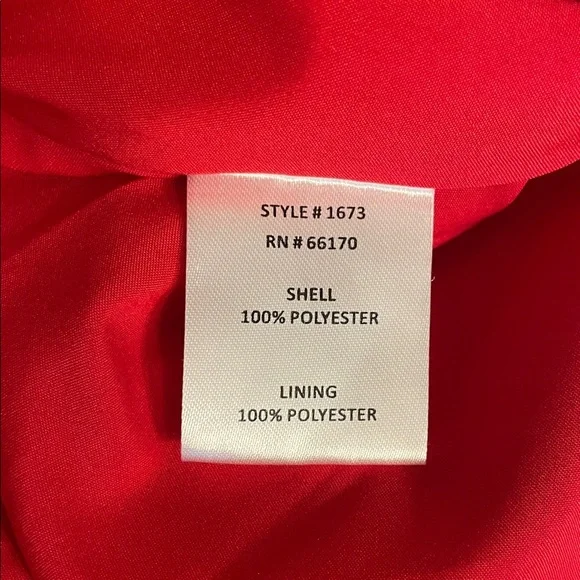 STYLE # 1673
RN # 66170
SHELL
100% POLYESTER
LINING
100% POLYESTER